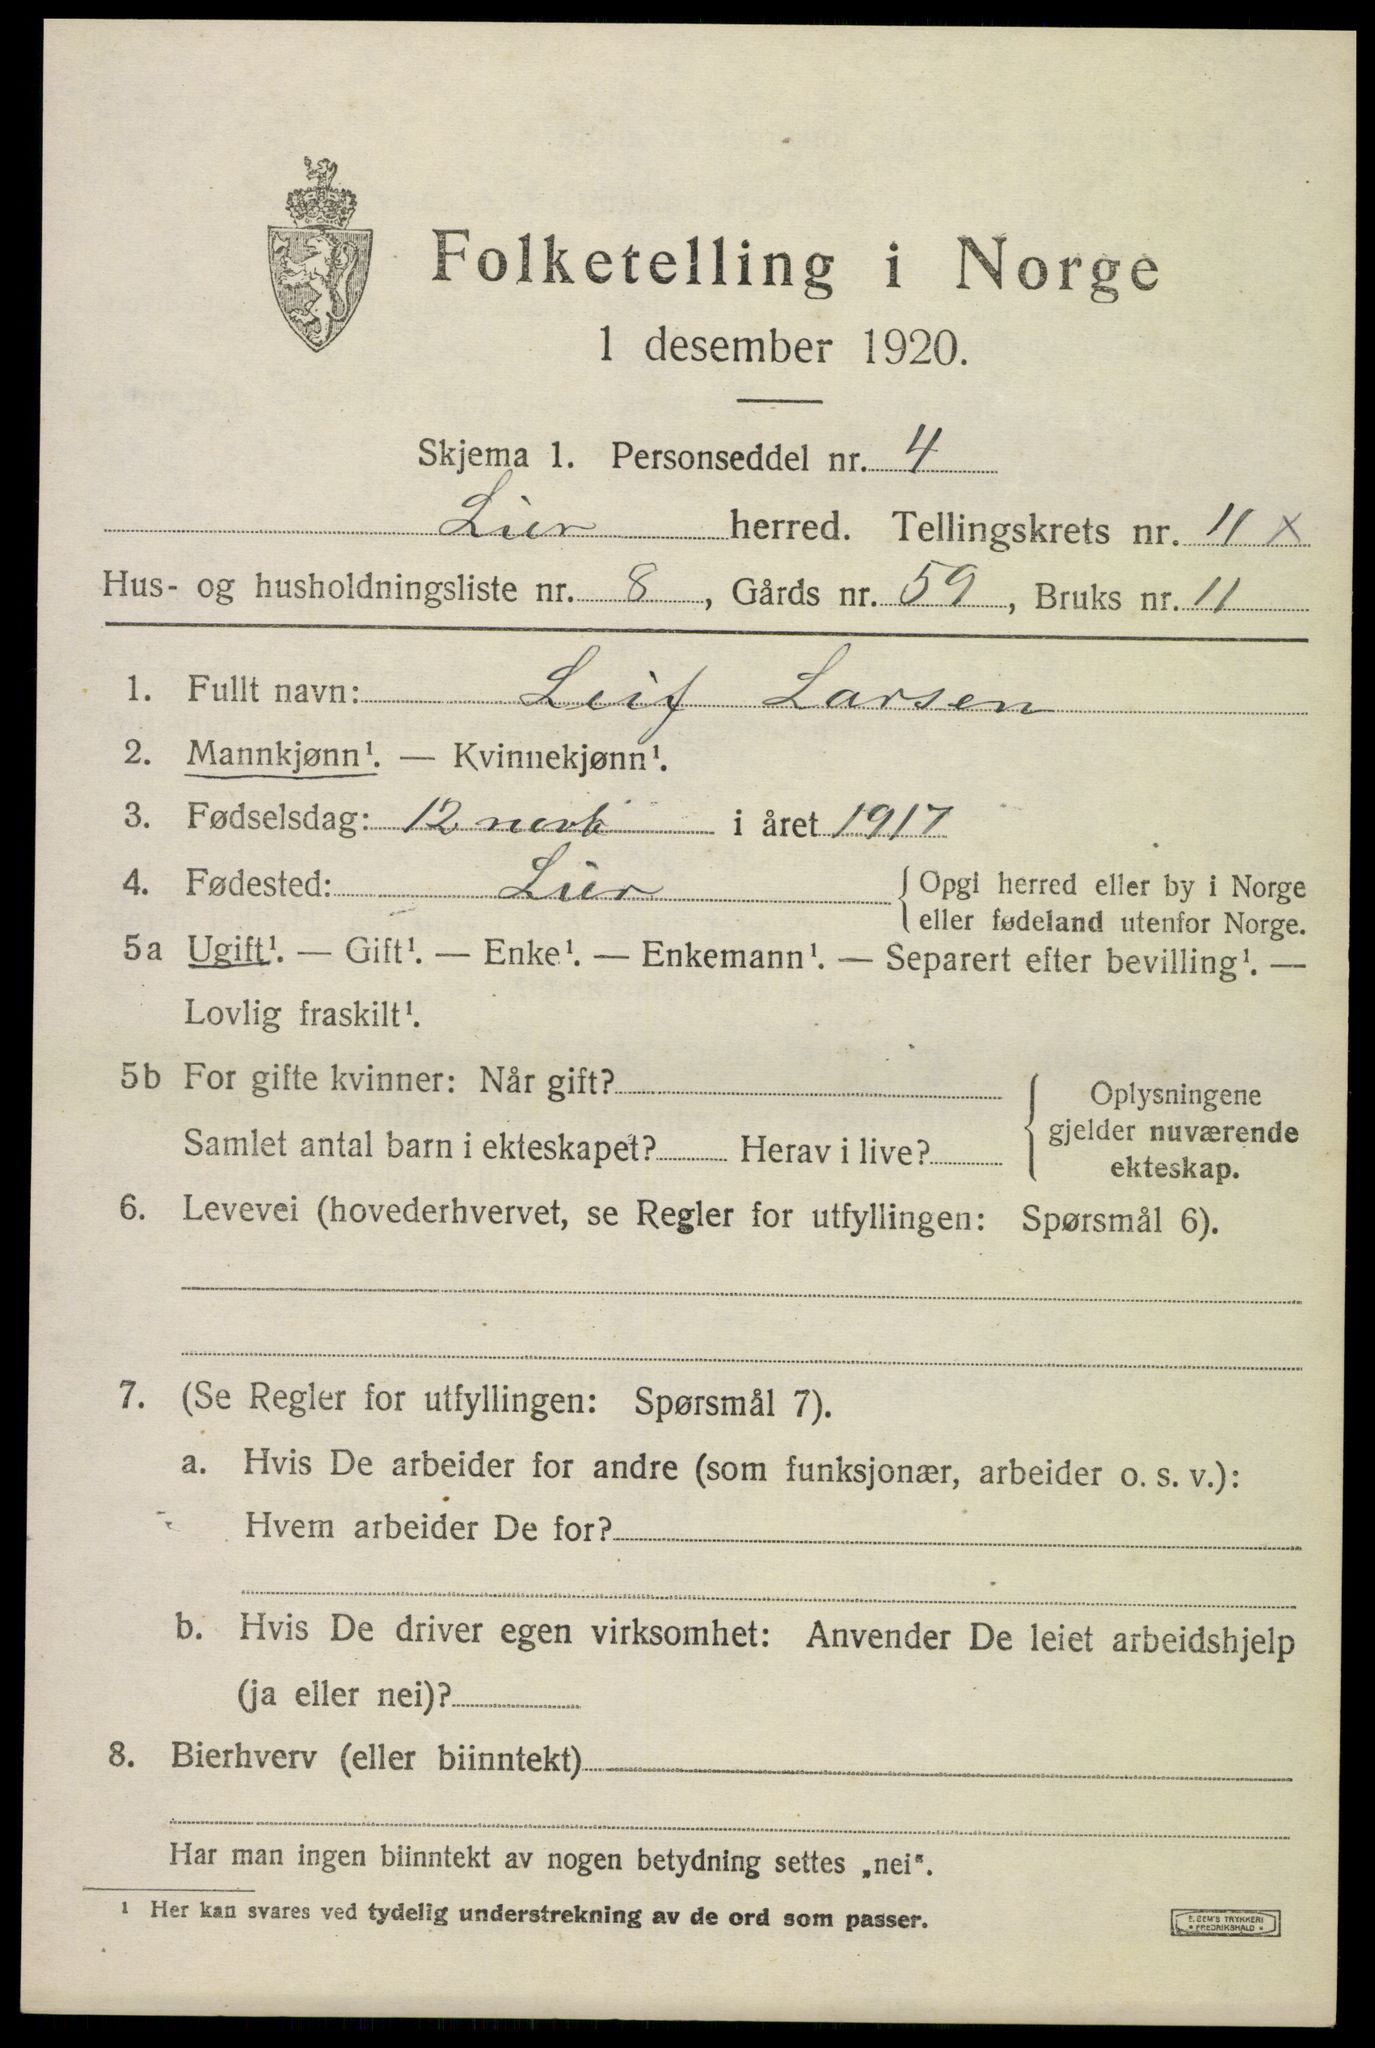 Folketelling i Norge
1 desember 1920.
Skjema 1. Personseddel nr. 4
Lier herred. Tellingskrets nr. 11 x
Hus- og husholdningsliste nr. 8, Gårds nr. 59, Bruks nr. 11
1. Fullt navn: Leif Larsen
2. Mannkjønn¹. — Kvinnekjønn¹.
3. Fødselsdag: 12 i året 1917
4. Fødested: Lier {Opgi herred eller by i Norge
eller fødeland utenfor Norge.
5a Ugift¹. — Gift¹. — Enke¹. — Enkemann¹. — Separert efter bevilling¹. —
Lovlig fraskilt¹.
5b For gifte kvinner: Når gift?
Samlet antal barn i ekteskapet? Herav i live?
{Oplysningene
gjelder nuværende
ekteskap.
6. Levevei (hovederhvervet, se Regler for utfyllingen: Spørsmål 6).
7. (Se Regler for utfyllingen: Spørsmål 7).
a. Hvis De arbeider for andre (som funksjonær, arbeider o. s. v.):
Hvem arbeider De for?
b. Hvis De driver egen virksomhet: Anvender De leiet arbeidshjelp
(ja eller nei)?
8. Bierhverv (eller biinntekt)
Har man ingen biinntekt av nogen betydning settes „nei“.
¹ Her kan svares ved tydelig understrekning av de ord som passer.
E. SEM'S TRYKKERI
FREDRIKSHALD